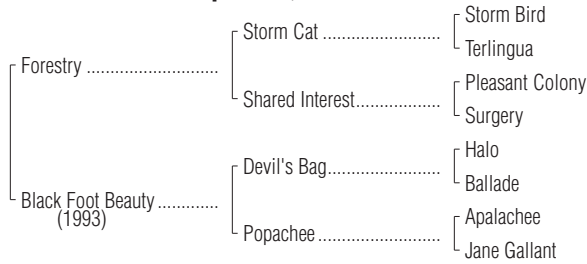 Storm Bird
Storm Cat ......................
Terlingua
Forestry .........................
Pleasant Colony
Shared Interest................
Surgery
Halo
Devil's Bag.....................
Ballade
Black Foot Beauty ............
(1993)
Apalachee
Popachee .......................
Jane Gallant